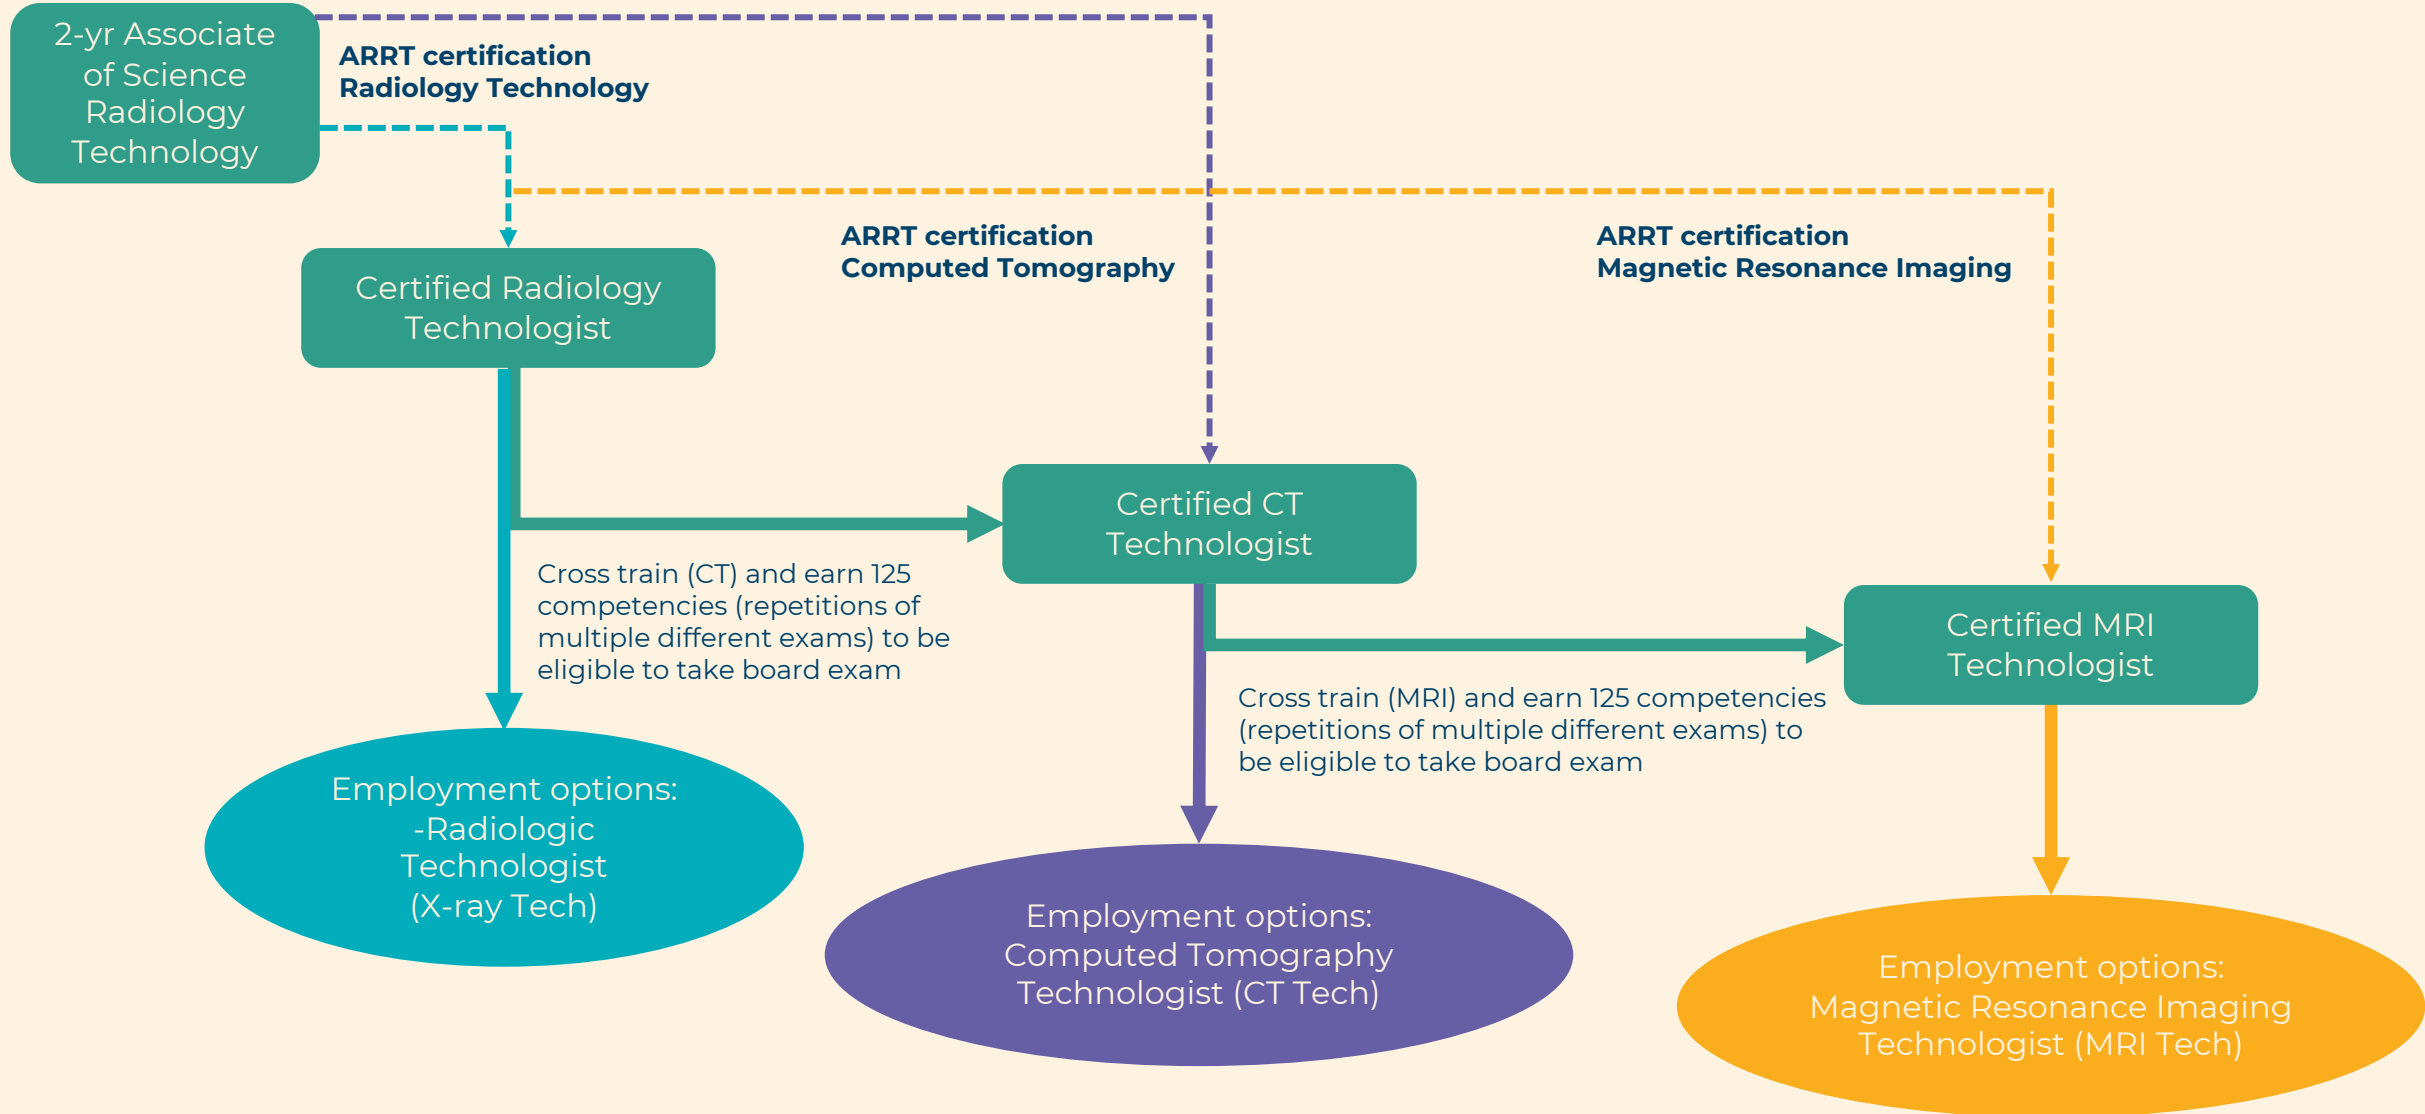 2-yr Associate
of Science
Radiology
Technology
ARRT certification
Radiology Technology
ARRT certification
Computed Tomography
ARRT certification
Magnetic Resonance Imaging
Certified Radiology
Technologist
Certified CT
Technologist
Cross train (CT) and earn 125
competencies (repetitions of
multiple different exams) to be
eligible to take board exam
Certified MRI
Technologist
Cross train (MRI) and earn 125 competencies
(repetitions of multiple different exams) to
be eligible to take board exam
Employment options:
-Radiologic
Technologist
(X-ray Tech)
Employment options:
Computed Tomography
Technologist (CT Tech)
Employment options:
Magnetic Resonance Imaging
Technologist (MRI Tech)